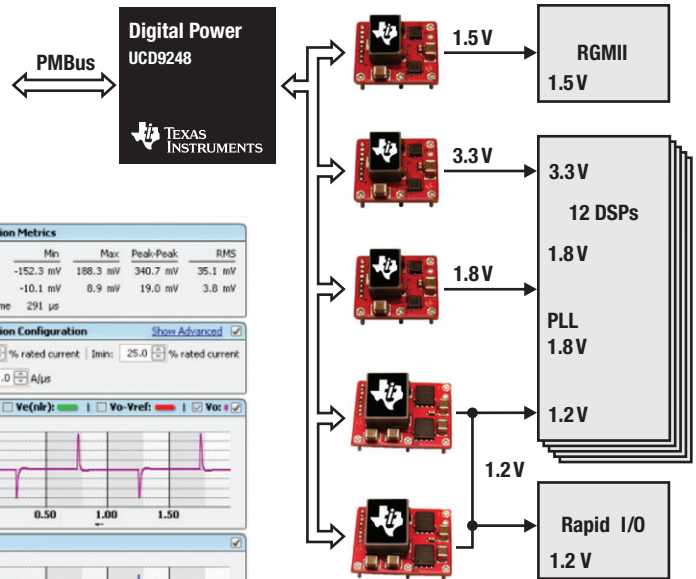 PMBus
Digital Power
UCD9248
TEXAS
INSTRUMENTS
1.5 V
RGMII
1.5 V
3.3 V
3.3 V
12 DSPs
1.8 V
1.8 V
PLL
1.8 V
1.2 V
1.2 V
Rapid I/O
1.2 V
ion Metrics
Min Max Peak-Peak RMS
-152.3 mV 188.3 mV 340.7 mV 35.1 mV
-10.1 mV 8.9 mV 19.0 mV 3.8 mV
me 291 µs
ion Configuration Show Advanced
% rated current | Imin: 25.0 % rated current
.0 A/µs
Ve(nlr): | Vo-Vref: | Vo:
0.50 1.00 1.50